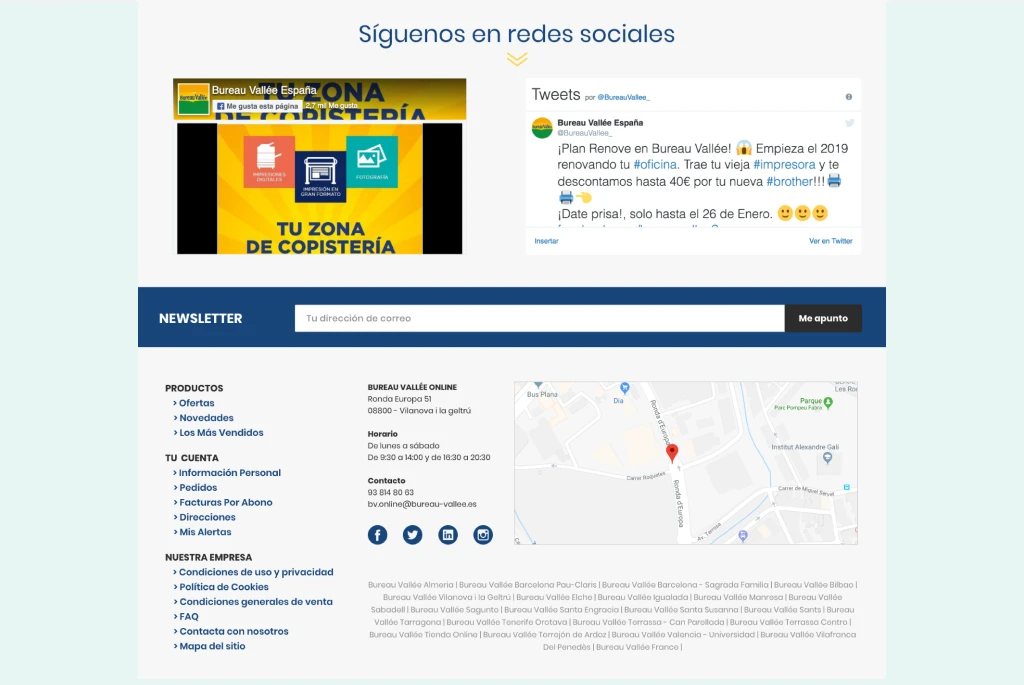 Síguenos en redes sociales
TU ZONA
DE COPISTERÍA
Bureau Vallée España
Me gusta esta página
2,7 mil Me gusta
IMPRESIONES
DIGITALES
IMPRESIÓN EN
GRAN FORMATO
FOTOGRAFÍA
TU ZONA
DE COPISTERÍA
Tweets por @BureauVallee_
Bureau Vallée España
@BureauVallee_
¡Plan Renove en Bureau Vallée! 😱 Empieza el 2019
renovando tu #oficina. Trae tu vieja #impresora y te
descontamos hasta 40€ por tu nueva #brother!!!🖨
🖨👈
¡Date prisa!, solo hasta el 26 de Enero. 🙂🙂🙂
Insertar
Ver en Twitter
NEWSLETTER
Tu dirección de correo
Me apunto
PRODUCTOS
> Ofertas
> Novedades
> Los Más Vendidos
TU CUENTA
> Información Personal
> Pedidos
> Facturas Por Abono
> Direcciones
> Mis Alertas
NUESTRA EMPRESA
> Condiciones de uso y privacidad
> Política de Cookies
> Condiciones generales de venta
> FAQ
> Contacta con nosotros
> Mapa del sitio
BUREAU VALLÉE ONLINE
Ronda Europa 51
08800 - Vilanova i la geltrú
Horario
De lunes a sábado
De 9:30 a 14:00 y de 16:30 a 20:30
Contacto
93 814 80 63
bv.online@bureau-vallee.es
Bus Plana
Dia
Les Ro
Parque
Parc Pompeu Fabra
Ronda d'Europa
Institut Alexandre Galí
Carrer Roquetes
Carrer de Miquel Servet
Ronda d'Europa
Av. Terrosa
Bureau Vallée Almeria | Bureau Vallée Barcelona Pau-Claris | Bureau Vallée Barcelona - Sagrada Familia | Bureau Vallée Bilbao |
Bureau Vallée Vilanova i la Geltrú | Bureau Vallée Elche | Bureau Vallée Igualada | Bureau Vallée Manresa | Bureau Vallée
Sabadell | Bureau Vallée Sagunto | Bureau Vallée Santa Engracia | Bureau Vallée Santa Susanna | Bureau Vallée Sants | Bureau
Vallée Tarragona | Bureau Vallée Tenerife Orotava | Bureau Vallée Terrassa - Can Parellada | Bureau Vallée Terrassa Centro |
Bureau Vallée Tienda Online | Bureau Vallée Torrejón de Ardoz | Bureau Vallée Valencia - Universidad | Bureau Vallée Vilafranca
Del Penedès | Bureau Vallée France |